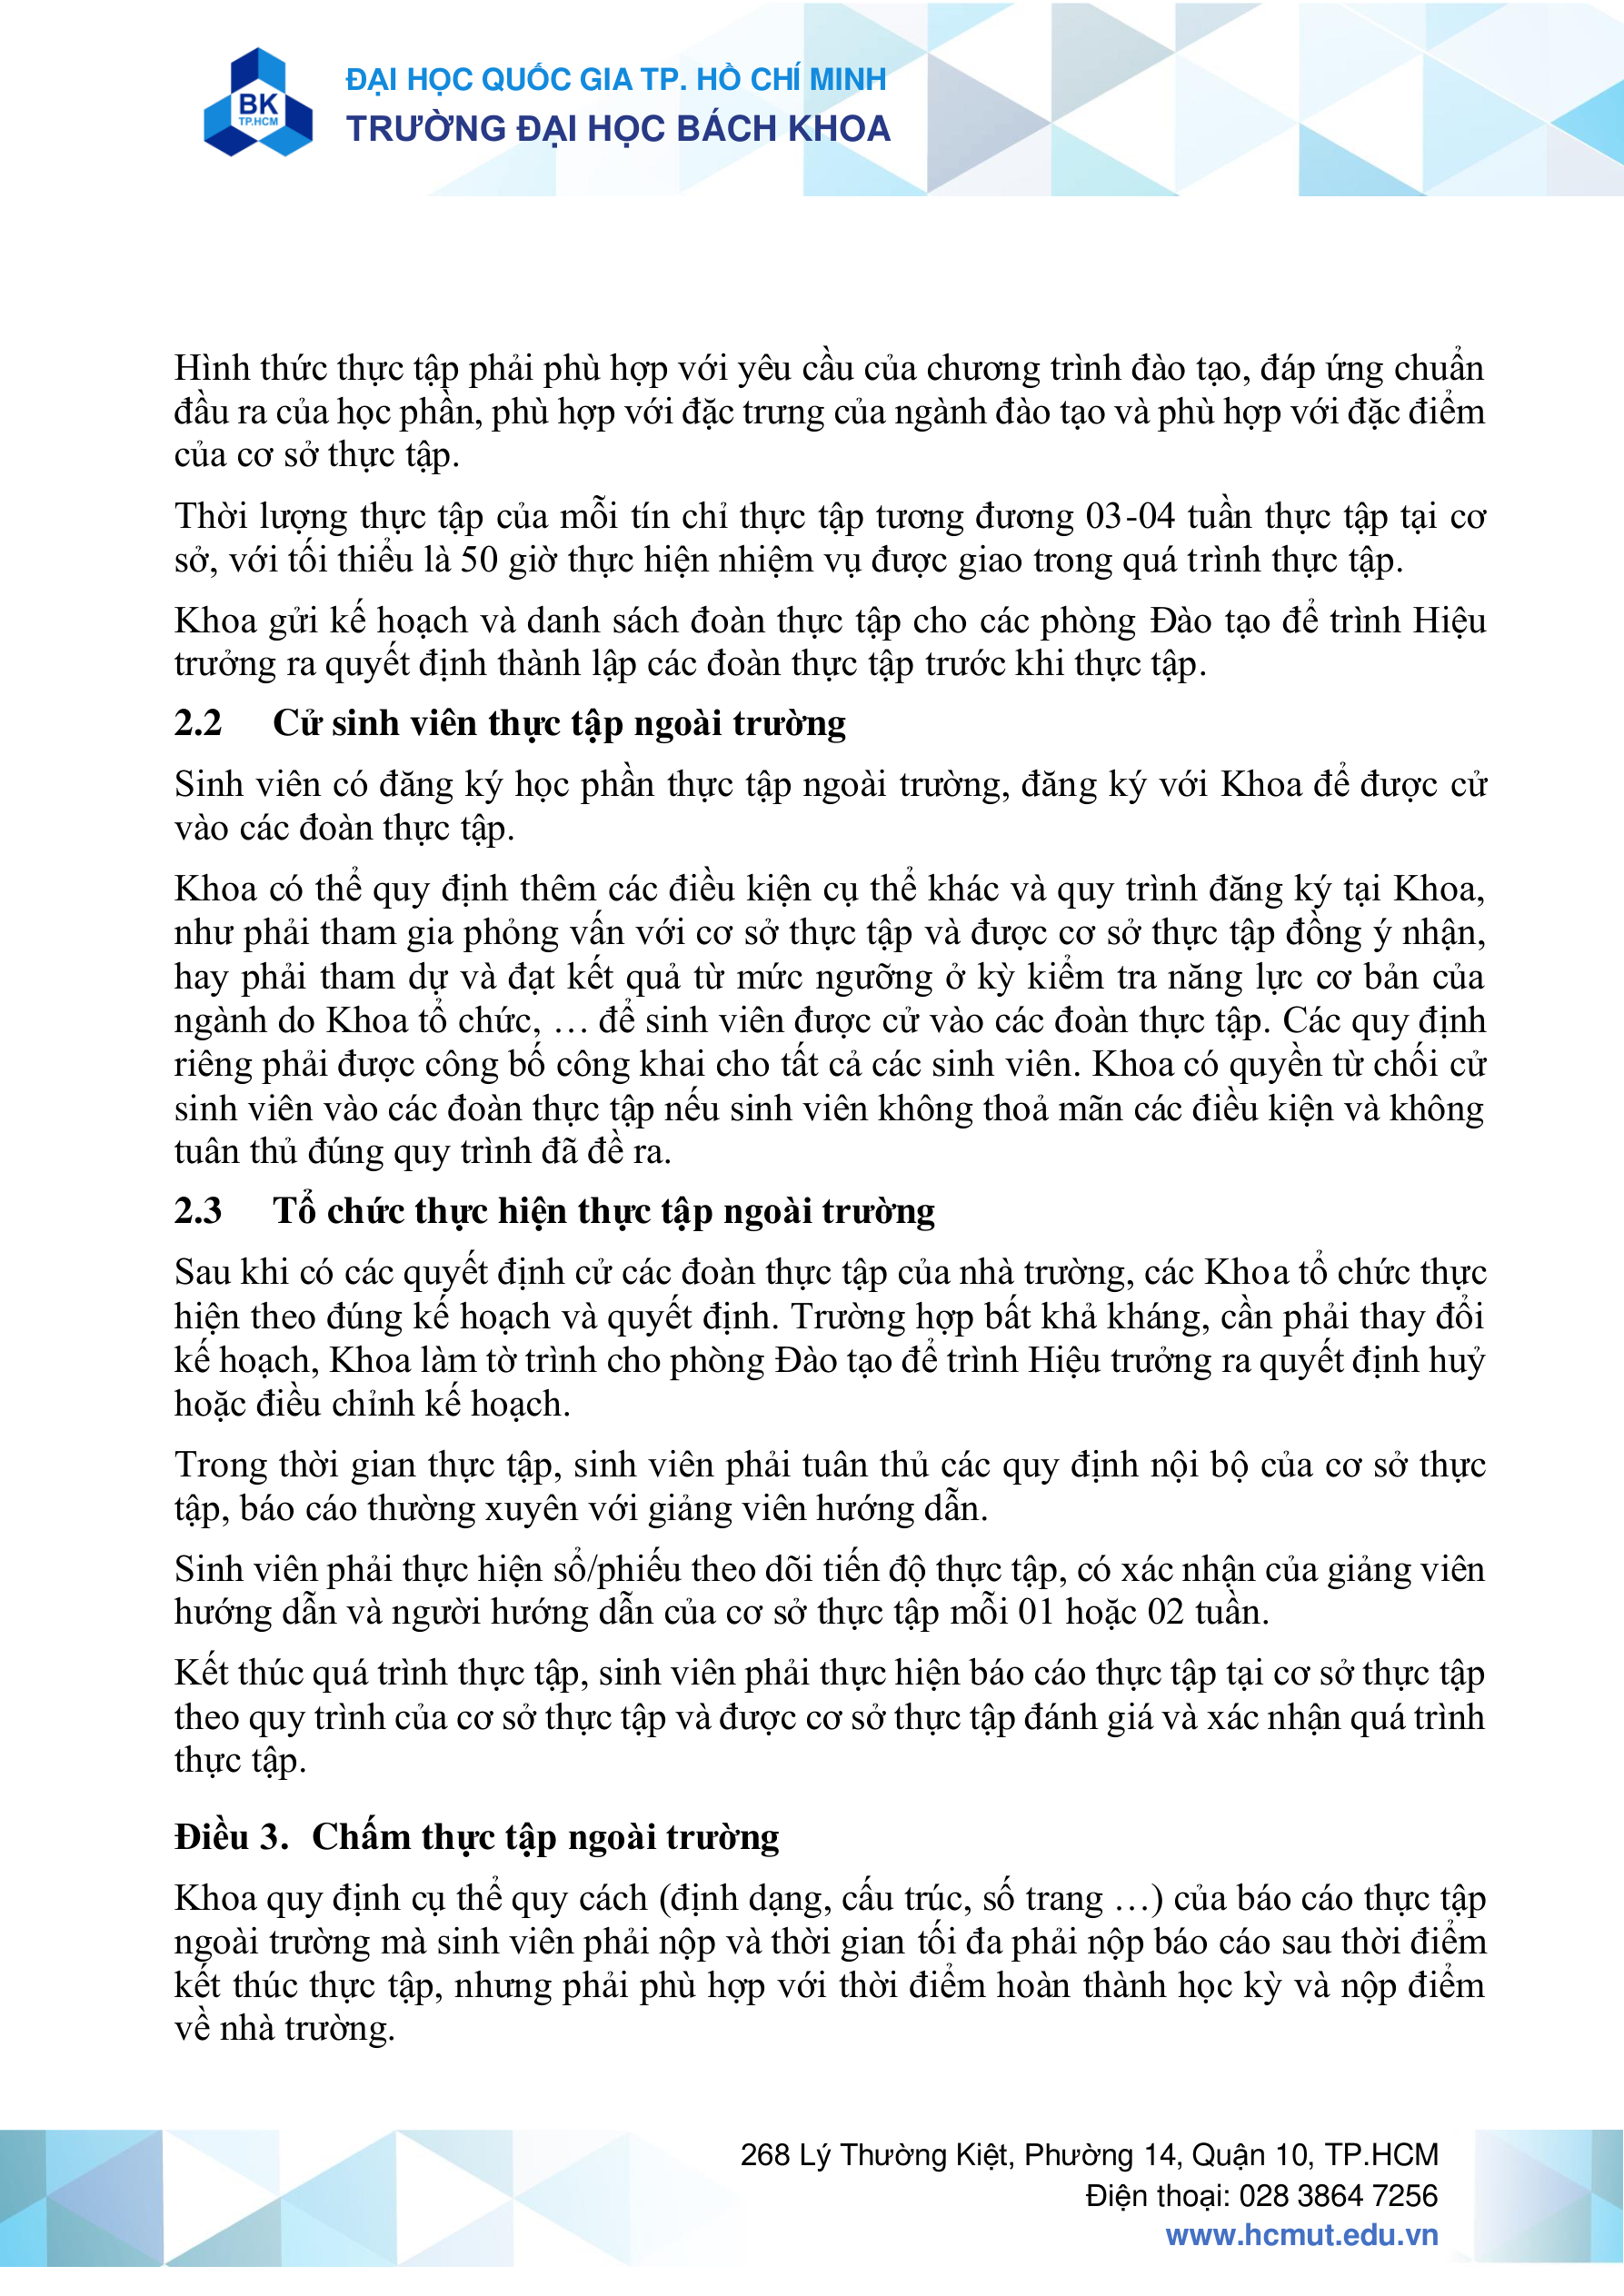 BK
TP.HCM
ĐẠI HỌC QUỐC GIA TP. HỒ CHÍ MINH
TRƯỜNG ĐẠI HỌC BÁCH KHOA
Hình thức thực tập phải phù hợp với yêu cầu của chương trình đào tạo, đáp ứng chuẩn
đầu ra của học phần, phù hợp với đặc trưng của ngành đào tạo và phù hợp với đặc điểm
của cơ sở thực tập.
Thời lượng thực tập của mỗi tín chỉ thực tập tương đương 03-04 tuần thực tập tại cơ
sở, với tối thiểu là 50 giờ thực hiện nhiệm vụ được giao trong quá trình thực tập.
Khoa gửi kế hoạch và danh sách đoàn thực tập cho các phòng Đào tạo để trình Hiệu
trưởng ra quyết định thành lập các đoàn thực tập trước khi thực tập.
2.2 Cử sinh viên thực tập ngoài trường
Sinh viên có đăng ký học phần thực tập ngoài trường, đăng ký với Khoa để được cử
vào các đoàn thực tập.
Khoa có thể quy định thêm các điều kiện cụ thể khác và quy trình đăng ký tại Khoa,
như phải tham gia phỏng vấn với cơ sở thực tập và được cơ sở thực tập đồng ý nhận,
hay phải tham dự và đạt kết quả từ mức ngưỡng ở kỳ kiểm tra năng lực cơ bản của
ngành do Khoa tổ chức, … để sinh viên được cử vào các đoàn thực tập. Các quy định
riêng phải được công bố công khai cho tất cả các sinh viên. Khoa có quyền từ chối cử
sinh viên vào các đoàn thực tập nếu sinh viên không thoả mãn các điều kiện và không
tuân thủ đúng quy trình đã đề ra.
2.3 Tổ chức thực hiện thực tập ngoài trường
Sau khi có các quyết định cử các đoàn thực tập của nhà trường, các Khoa tổ chức thực
hiện theo đúng kế hoạch và quyết định. Trường hợp bất khả kháng, cần phải thay đổi
kế hoạch, Khoa làm tờ trình cho phòng Đào tạo để trình Hiệu trưởng ra quyết định huỷ
hoặc điều chỉnh kế hoạch.
Trong thời gian thực tập, sinh viên phải tuân thủ các quy định nội bộ của cơ sở thực
tập, báo cáo thường xuyên với giảng viên hướng dẫn.
Sinh viên phải thực hiện sổ/phiếu theo dõi tiến độ thực tập, có xác nhận của giảng viên
hướng dẫn và người hướng dẫn của cơ sở thực tập mỗi 01 hoặc 02 tuần.
Kết thúc quá trình thực tập, sinh viên phải thực hiện báo cáo thực tập tại cơ sở thực tập
theo quy trình của cơ sở thực tập và được cơ sở thực tập đánh giá và xác nhận quá trình
thực tập.
Điều 3. Chấm thực tập ngoài trường
Khoa quy định cụ thể quy cách (định dạng, cấu trúc, số trang …) của báo cáo thực tập
ngoài trường mà sinh viên phải nộp và thời gian tối đa phải nộp báo cáo sau thời điểm
kết thúc thực tập, nhưng phải phù hợp với thời điểm hoàn thành học kỳ và nộp điểm
về nhà trường.
268 Lý Thường Kiệt, Phường 14, Quận 10, TP.HCM
Điện thoại: 028 3864 7256
www.hcmut.edu.vn